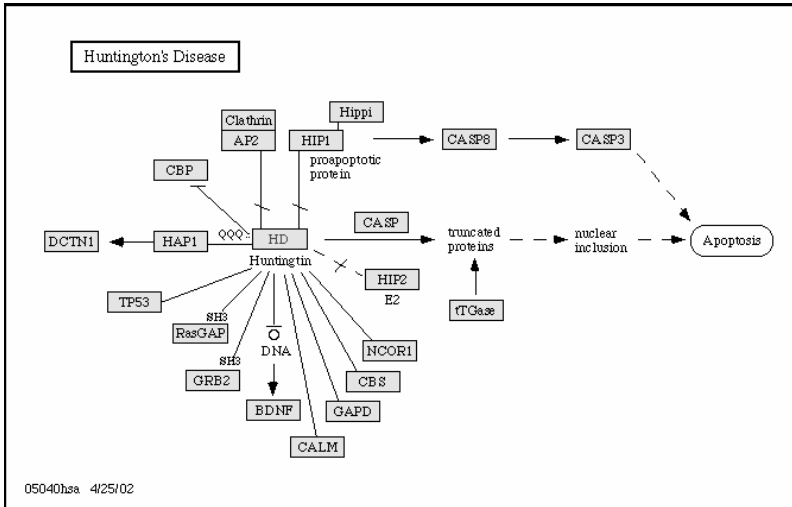 Huntington's Disease
Hippi
Clathrin
AP2
HIP1
CASP8
CASP3
proapoptotic
protein
CBP
CASP
QQQ..
HD
DCTN1
HAP1
truncated
proteins
nuclear
inclusion
Apoptosis
Huntingtin
HIP2
E2
TP53
tTGase
SH3
RasGAP
DNA
NCOR1
SH3
GRB2
CBS
BDNF
GAPD
CALM
05040hsa 4/25/02